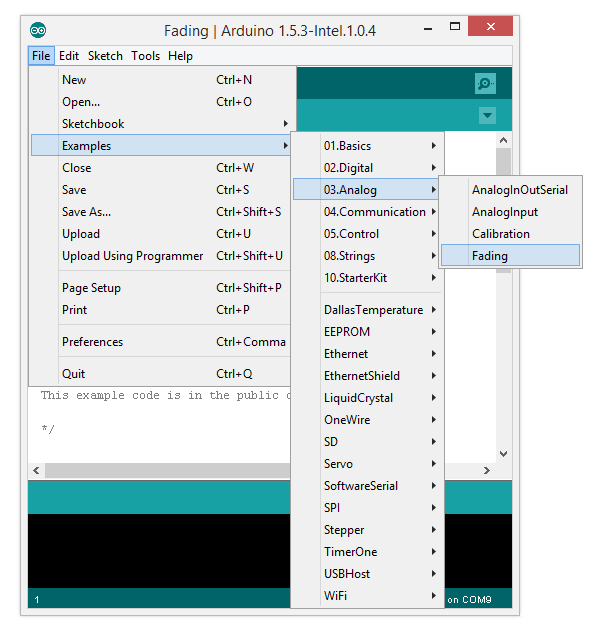 Fading | Arduino 1.5.3-Intel.1.0.4
File Edit Sketch Tools Help
New Ctrl+N
Open... Ctrl+O
Sketchbook
Examples
Close Ctrl+W
Save Ctrl+S
Save As... Ctrl+Shift+S
Upload Ctrl+U
Upload Using Programmer Ctrl+Shift+U
Page Setup Ctrl+Shift+P
Print Ctrl+P
Preferences Ctrl+Comma
Quit Ctrl+Q
01.Basics
02.Digital
03.Analog
04.Communication
05.Control
08.Strings
10.StarterKit
DallasTemperature
EEPROM
Ethernet
EthernetShield
LiquidCrystal
OneWire
SD
Servo
SoftwareSerial
SPI
Stepper
TimerOne
USBHost
WiFi
AnalogInOutSerial
AnalogInput
Calibration
Fading
This example code is in the public
*/
1
on COM9